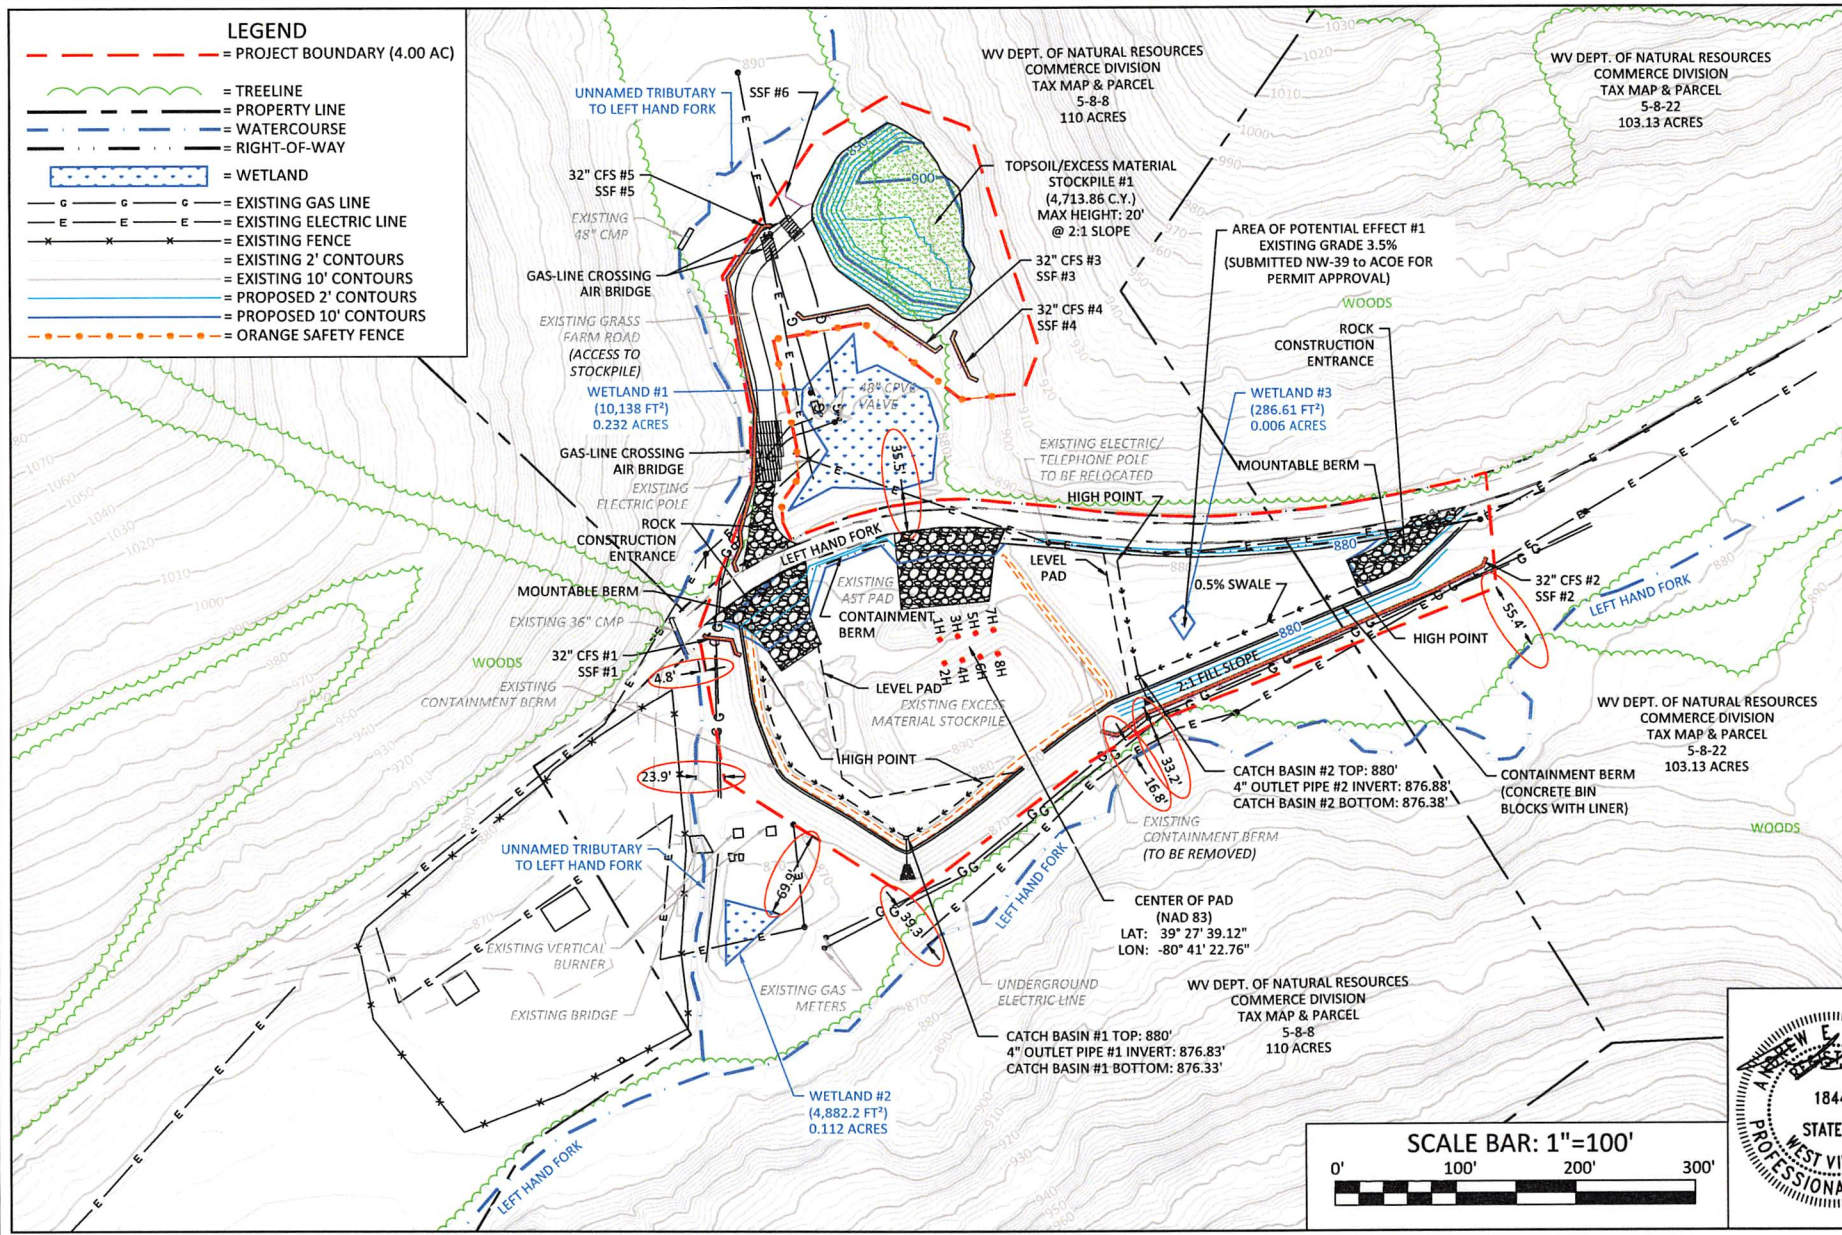 LEGEND
= PROJECT BOUNDARY (4.00 AC)
= TREELINE
= PROPERTY LINE
= WATERCOURSE
= RIGHT-OF-WAY
= WETLAND
G G G = EXISTING GAS LINE
E E E = EXISTING ELECTRIC LINE
x x x = EXISTING FENCE
= EXISTING 2' CONTOURS
= EXISTING 10' CONTOURS
= PROPOSED 2' CONTOURS
= PROPOSED 10' CONTOURS
= ORANGE SAFETY FENCE
UNNAMED TRIBUTARY
TO LEFT HAND FORK
SSF #6
890
WV DEPT. OF NATURAL RESOURCES
COMMERCE DIVISION
TAX MAP & PARCEL
5-8-8
110 ACRES
1030
1020
1010
1000
990
WV DEPT. OF NATURAL RESOURCES
COMMERCE DIVISION
TAX MAP & PARCEL
5-8-22
103.13 ACRES
32" CFS #5
SSF #5
EXISTING
48" CMP
890
900
TOPSOIL/EXCESS MATERIAL
STOCKPILE #1
(4,713.86 C.Y.)
MAX HEIGHT: 20'
@ 2:1 SLOPE
AREA OF POTENTIAL EFFECT #1
EXISTING GRADE 3.5%
(SUBMITTED NW-39 to ACOE FOR
PERMIT APPROVAL)
GAS-LINE CROSSING
AIR BRIDGE
32" CFS #3
SSF #3
32" CFS #4
SSF #4
WOODS
ROCK
CONSTRUCTION
ENTRANCE
EXISTING GRASS
FARM ROAD
(ACCESS TO
STOCKPILE)
WETLAND #1
(10,138 FT²)
0.232 ACRES
48" CPVC
VALVE
WETLAND #3
(286.61 FT²)
0.006 ACRES
GAS-LINE CROSSING
AIR BRIDGE
EXISTING
ELECTRIC POLE
35.5'
EXISTING ELECTRIC/
TELEPHONE POLE
TO BE RELOCATED
MOUNTABLE BERM
HIGH POINT
ROCK
CONSTRUCTION
ENTRANCE
LEFT HAND FORK
880
LEVEL
PAD
MOUNTABLE BERM
EXISTING
AST PAD
CONTAINMENT
BERM
0.5% SWALE
32" CFS #2
SSF #2
LEFT HAND FORK
EXISTING 36" CMP
1H 3H 5H 7H
2H 4H 6H 8H
880
HIGH POINT
55.4'
32" CFS #1
SSF #1
WOODS
4.8'
2:1 FILL SLOPE
EXISTING
CONTAINMENT BERM
LEVEL PAD
EXISTING EXCESS
MATERIAL STOCKPILE
WV DEPT. OF NATURAL RESOURCES
COMMERCE DIVISION
TAX MAP & PARCEL
5-8-22
103.13 ACRES
HIGH POINT
23.9'
33.2'
16.8'
CATCH BASIN #2 TOP: 880'
4" OUTLET PIPE #2 INVERT: 876.88'
CATCH BASIN #2 BOTTOM: 876.38'
CONTAINMENT BERM
(CONCRETE BIN
BLOCKS WITH LINER)
EXISTING
CONTAINMENT BERM
(TO BE REMOVED)
WOODS
UNNAMED TRIBUTARY
TO LEFT HAND FORK
69.9'
39.3'
LEFT HAND FORK
CENTER OF PAD
(NAD 83)
LAT: 39° 27' 39.12"
LON: -80° 41' 22.76"
EXISTING VERTICAL
BURNER
EXISTING BRIDGE
EXISTING GAS
METERS
UNDERGROUND
ELECTRIC LINE
WV DEPT. OF NATURAL RESOURCES
COMMERCE DIVISION
TAX MAP & PARCEL
5-8-8
110 ACRES
CATCH BASIN #1 TOP: 880'
4" OUTLET PIPE #1 INVERT: 876.83'
CATCH BASIN #1 BOTTOM: 876.33'
WETLAND #2
(4,882.2 FT²)
0.112 ACRES
LEFT HAND FORK
SCALE BAR: 1"=100'
0' 100' 200' 300'
ANDREW E
1844
STATE
WEST VI
PROFESSIONA